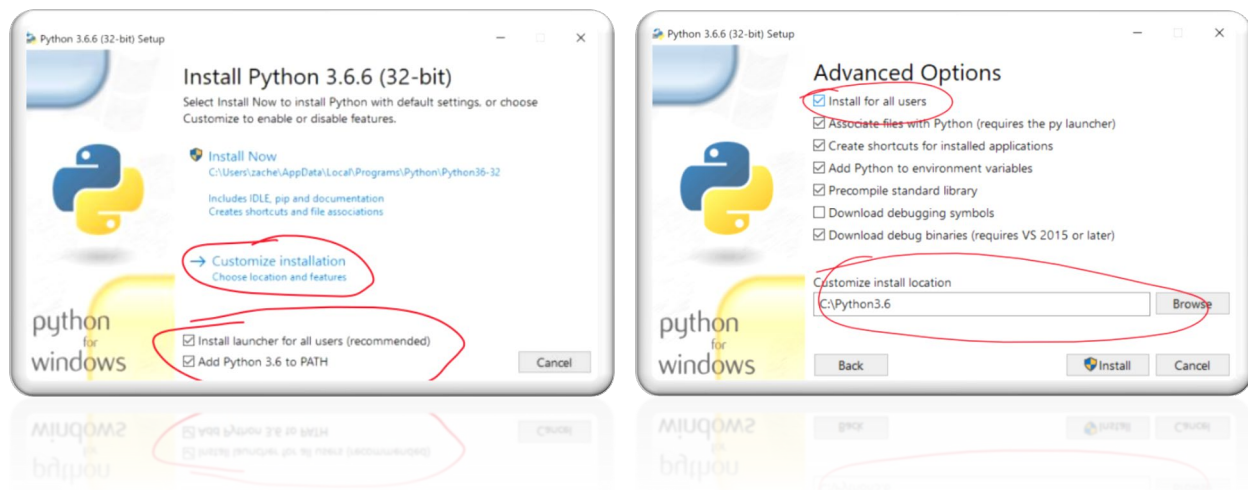 Python 3.6.6 (32-bit) Setup
Install Python 3.6.6 (32-bit)
Select Install Now to install Python with default settings, or choose
Customize to enable or disable features.
Install Now
C:\Users\zache\AppData\Local\Programs\Python\Python36-32
Includes IDLE, pip and documentation
Creates shortcuts and file associations
→ Customize installation
Choose location and features
Install launcher for all users (recommended)
Add Python 3.6 to PATH
Cancel
python
for
windows
Python 3.6.6 (32-bit) Setup
Advanced Options
Install for all users
Associate files with Python (requires the py launcher)
Create shortcuts for installed applications
Add Python to environment variables
Precompile standard library
Download debugging symbols
Download debug binaries (requires VS 2015 or later)
Customize install location
C:\Python3.6
Browse
Back
Install
Cancel
python
for
windows